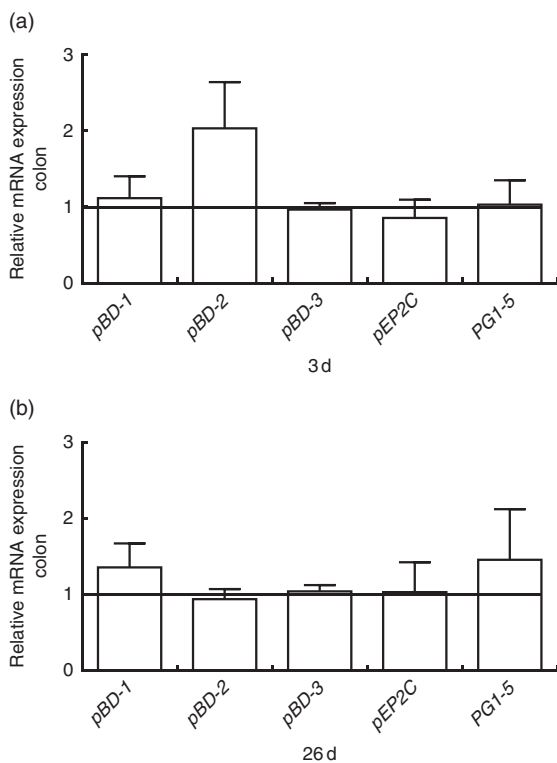 (a)
Relative mRNA expression
colon
3
2
1
0
pBD-1 pBD-2 pBD-3 pEP2C PG1-5
3 d
(b)
Relative mRNA expression
colon
3
2
1
0
pBD-1 pBD-2 pBD-3 pEP2C PG1-5
26 d